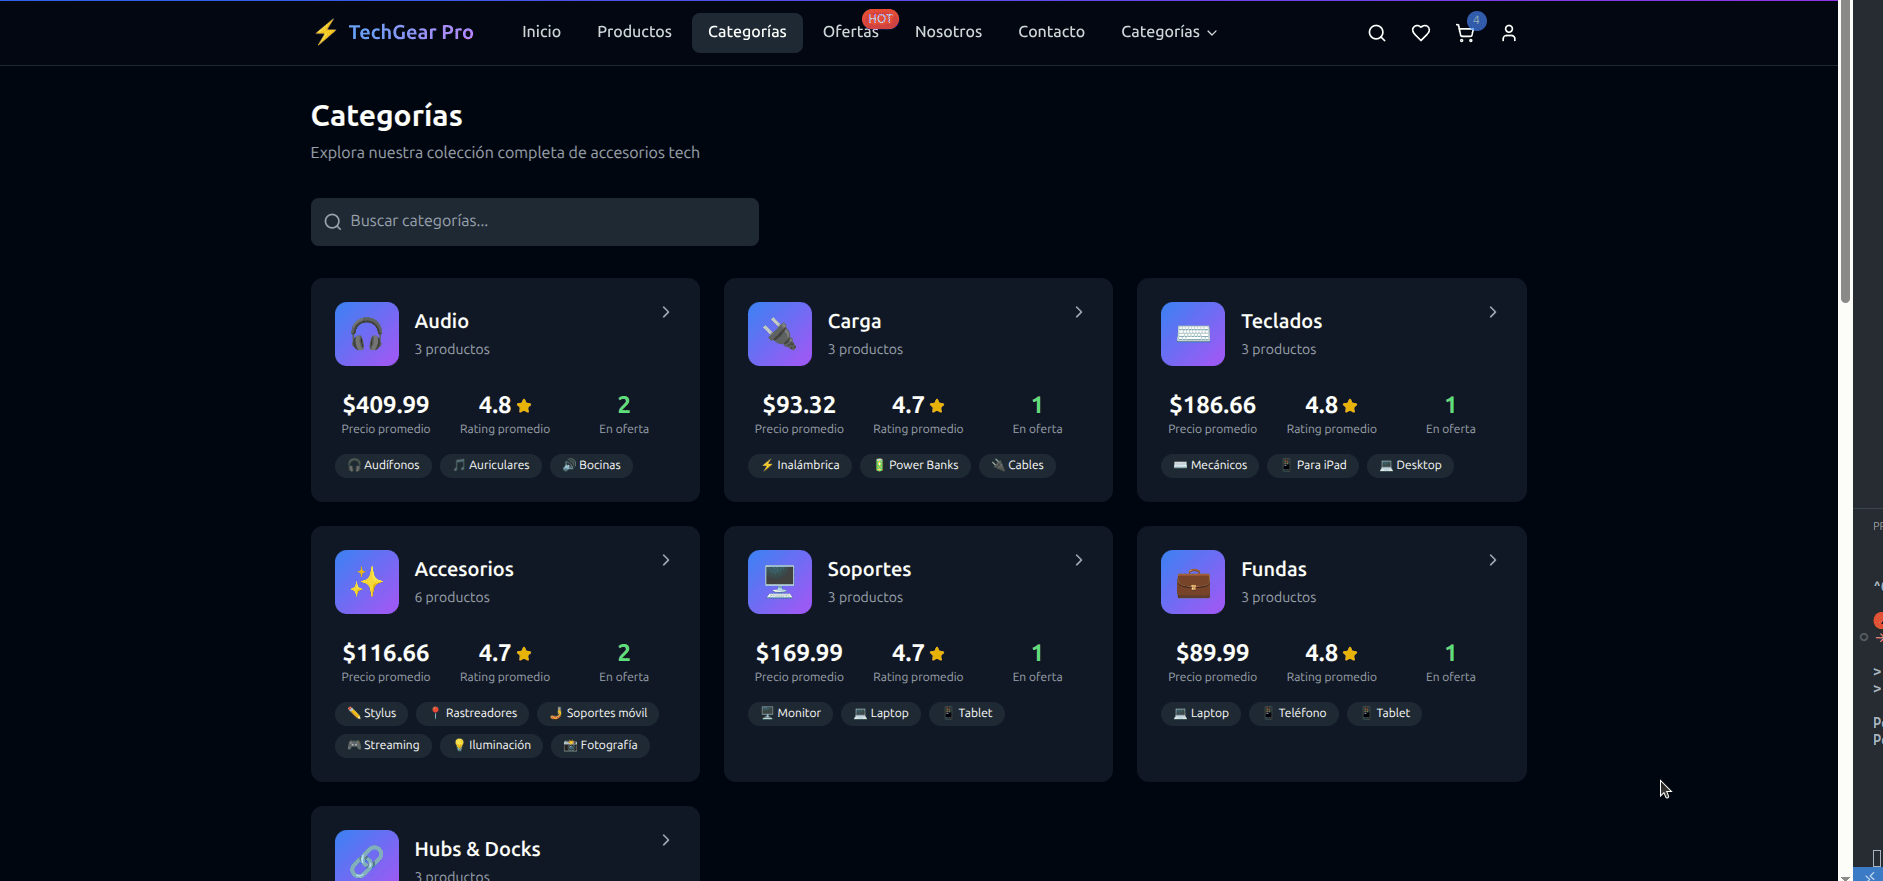 TechGear Pro Inicio Productos Categorías Ofertas HOT Nosotros Contacto Categorías 4
Categorías
Explora nuestra colección completa de accesorios tech
Buscar categorías...
Audio
3 productos
$409.99 4.8 2
Precio promedio Rating promedio En oferta
Audífonos Auriculares Bocinas
Carga
3 productos
$93.32 4.7 1
Precio promedio Rating promedio En oferta
Inalámbrica Power Banks Cables
Teclados
3 productos
$186.66 4.8 1
Precio promedio Rating promedio En oferta
Mecánicos Para iPad Desktop
Accesorios
6 productos
$116.66 4.7 2
Precio promedio Rating promedio En oferta
Stylus Rastreadores Soportes móvil
Streaming Iluminación Fotografía
Soportes
3 productos
$169.99 4.7 1
Precio promedio Rating promedio En oferta
Monitor Laptop Tablet
Fundas
3 productos
$89.99 4.8 1
Precio promedio Rating promedio En oferta
Laptop Teléfono Tablet
Hubs & Docks
3 productos